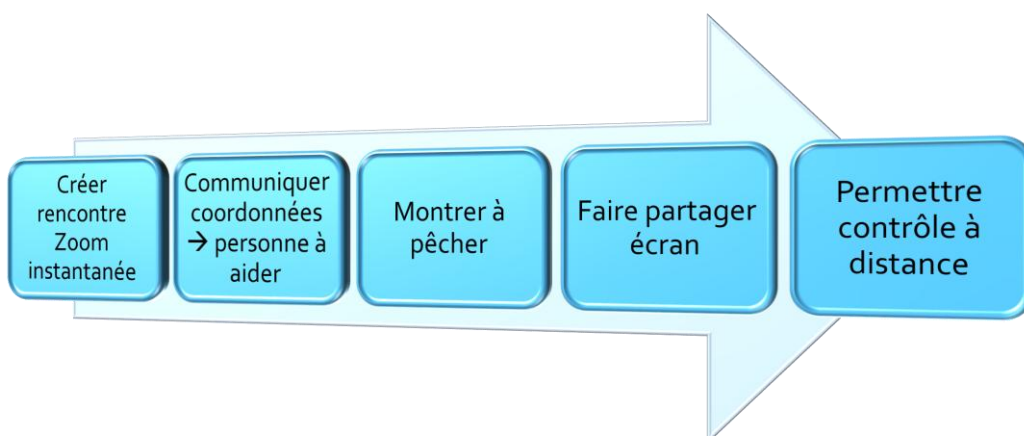 Créer
rencontre
Zoom
instantanée
Communiquer
coordonnées
→ personne à
aider
Montrer à
pêcher
Faire partager
écran
Permettre
contrôle à
distance